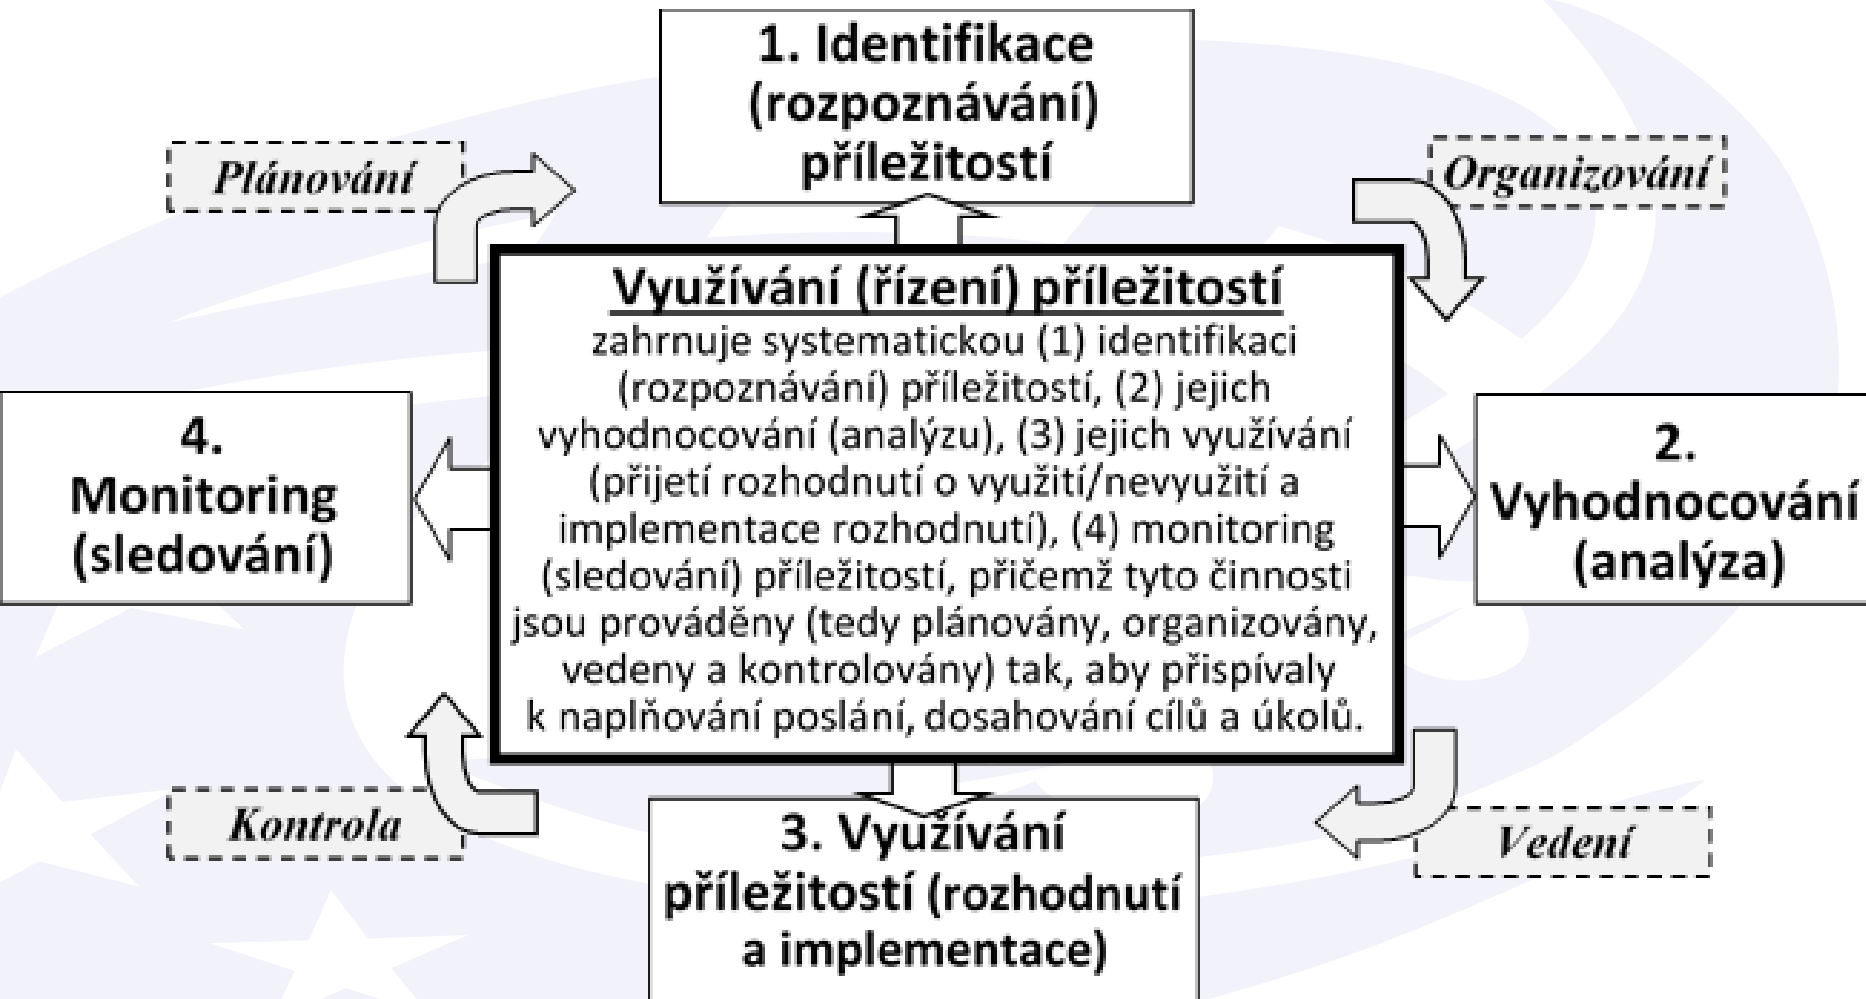 1. Identifikace
(rozpoznávání)
příležitostí
Plánování
Organizování
Využívání (řízení) příležitostí
zahrnuje systematickou (1) identifikaci
(rozpoznávání) příležitostí, (2) jejich
vyhodnocování (analýzu), (3) jejich využívání
(přijetí rozhodnutí o využití/nevyužití a
implementace rozhodnutí), (4) monitoring
(sledování) příležitostí, přičemž tyto činnosti
jsou prováděny (tedy plánovány, organizovány,
vedeny a kontrolovány) tak, aby přispívaly
k naplňování poslání, dosahování cílů a úkolů.
4.
Monitoring
(sledování)
2.
Vyhodnocování
(analýza)
Kontrola
Vedení
3. Využívání
příležitostí (rozhodnutí
a implementace)